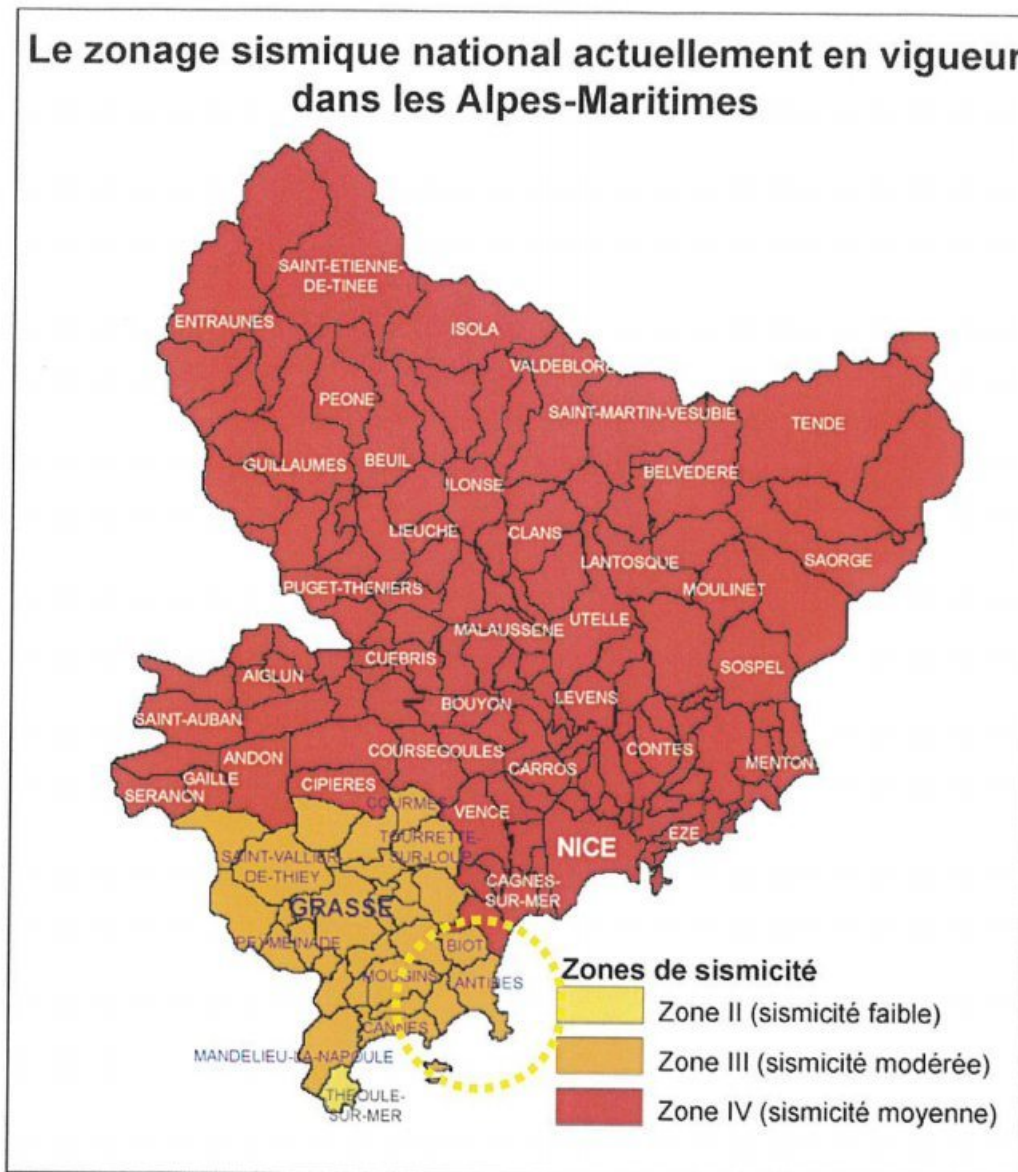 Le zonage sismique national actuellement en vigueur
dans les Alpes-Maritimes
SAINT-ETIENNE-
DE-TINEE
ENTRAUNES
ISOLA
VALDEBLORE
PEONE
SAINT-MARTIN-VESUBIE
TENDE
GUILLAUMES
BEUIL
BELVEDERE
ILONSE
LIEUCHE
CLANS
LANTOSQUE
SAORGE
PUGET-THENIERS
MOULINET
MALAUSSENE
UTELLE
CUEBRIS
SOSPEL
AIGLUN
BOUYON
LEVENS
SAINT-AUBAN
COURSEGOULES
CONTES
ANDON
CARROS
MENTON
GAILLE
CIPIERES
SERANON
COURMES
VENCE
TOURRETTE-
SUR-LOUP
EZE
NICE
SAINT-VALLIER-
DE-THIEY
CAGNES-
SUR-MER
GRASSE
PEYMEINADE
BIOT
MOUGINS
ANTIBES
CANNES
MANDELIEU-LA-NAPOULE
THEOULE-
SUR-MER
Zones de sismicité
Zone II (sismicité faible)
Zone III (sismicité modérée)
Zone IV (sismicité moyenne)